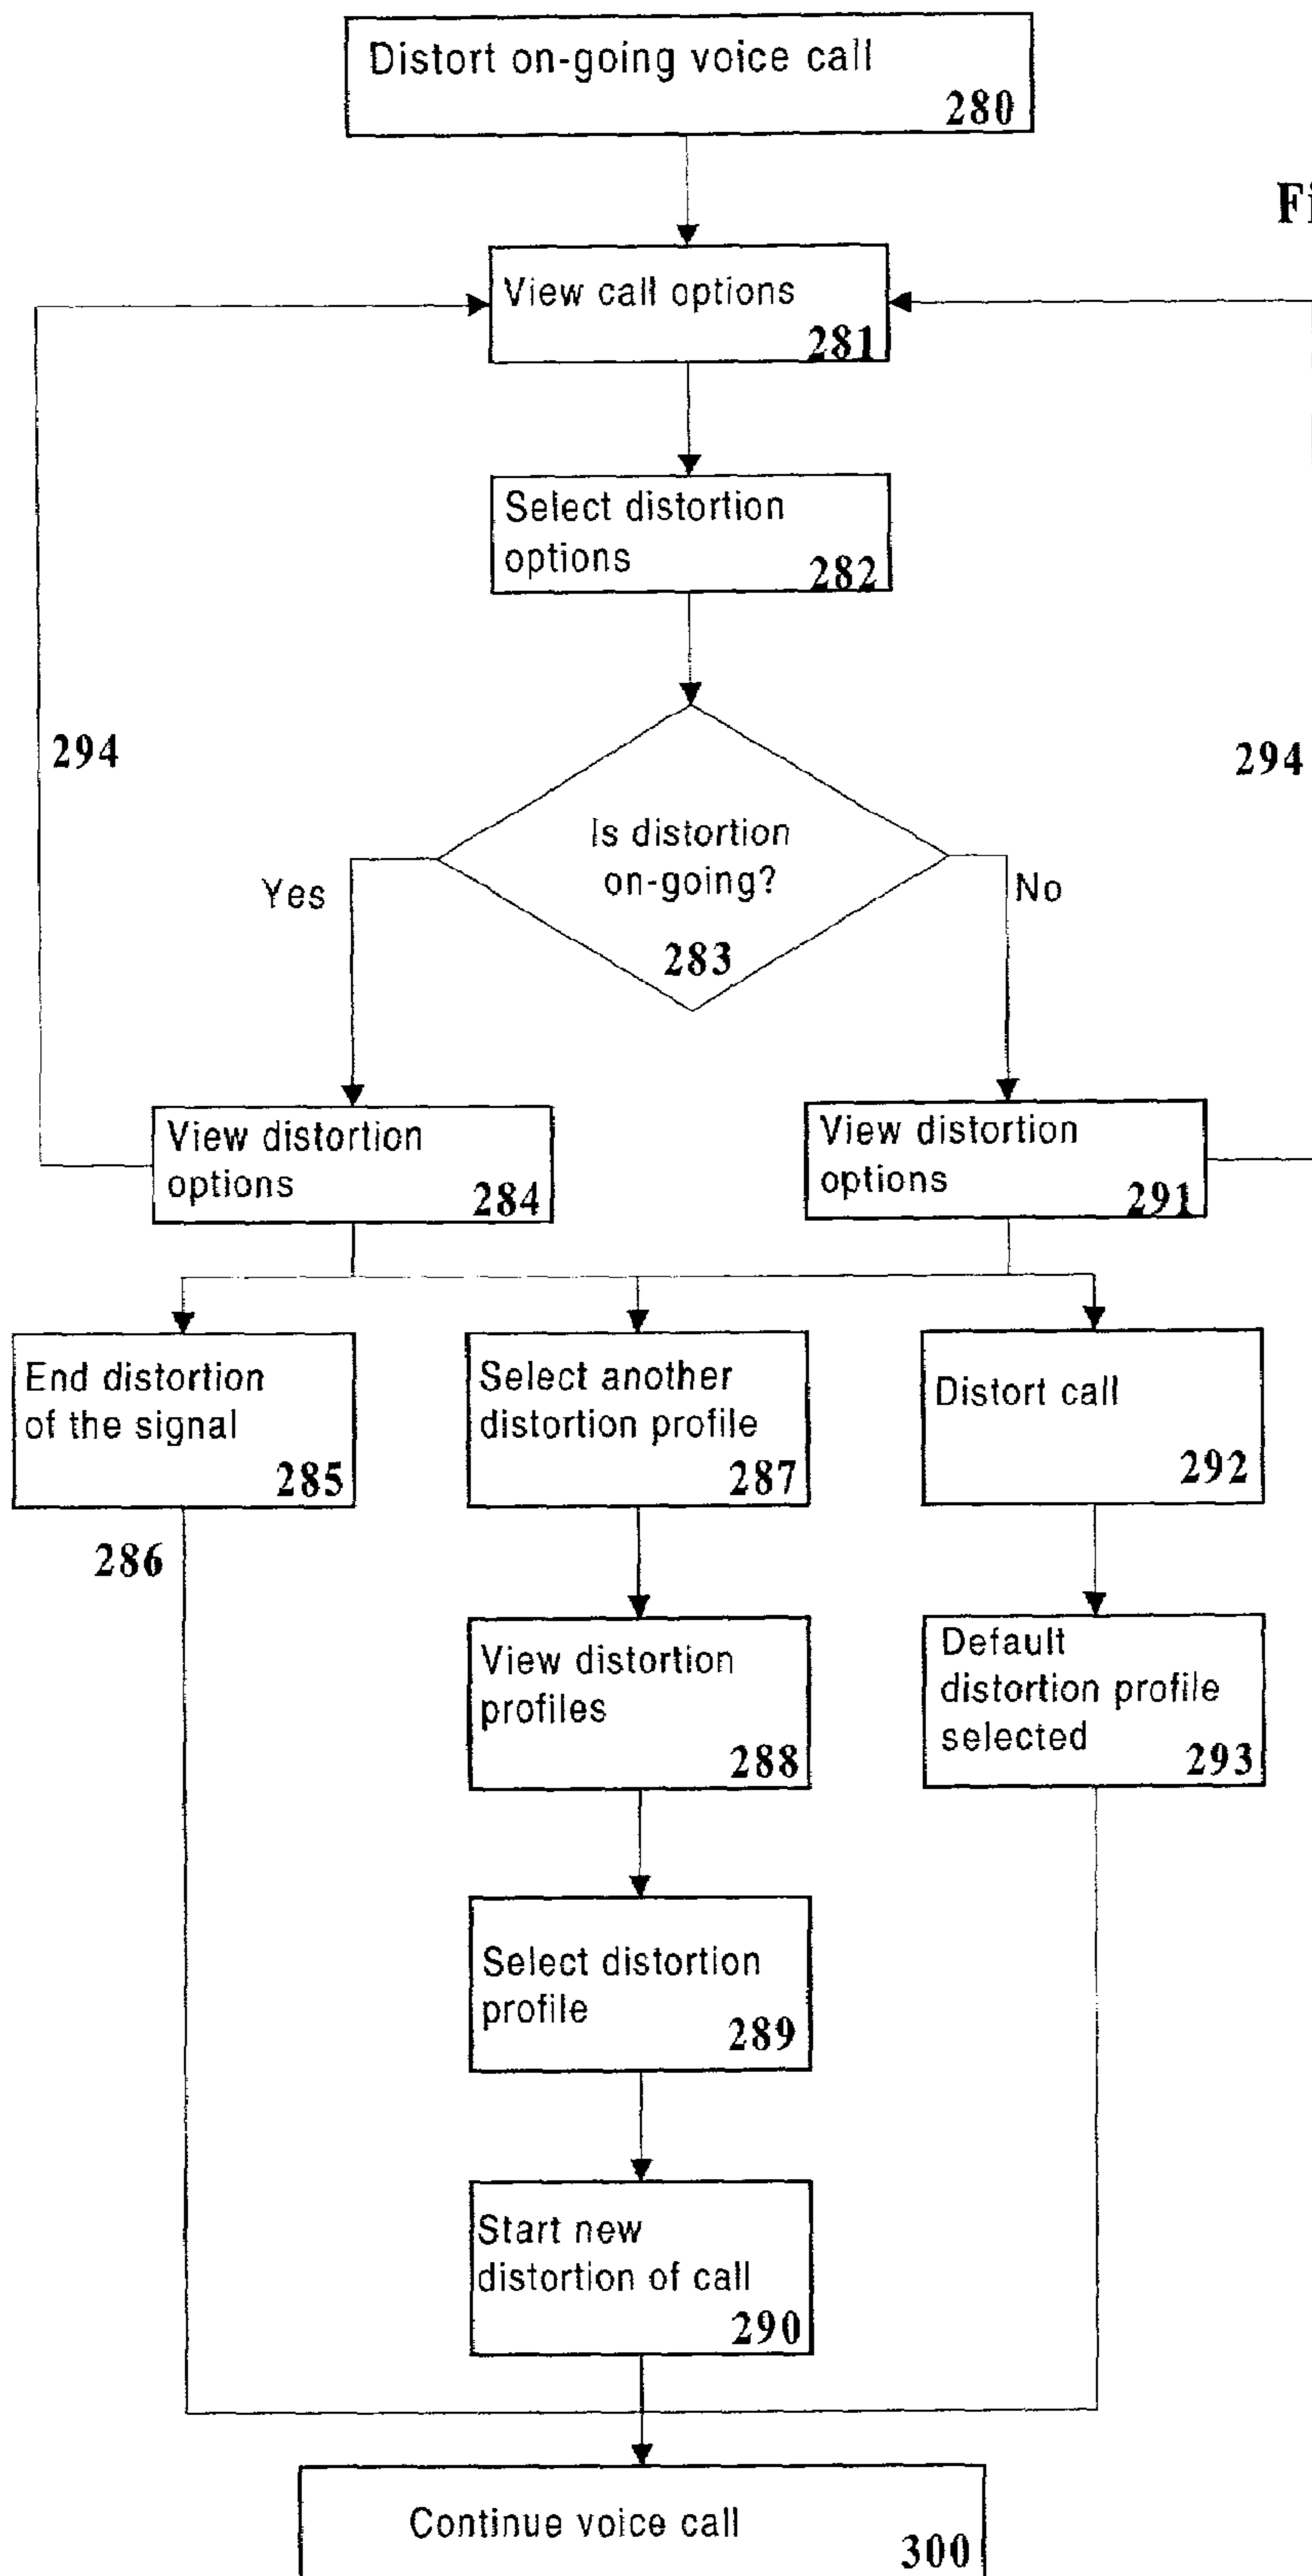 Distort on-going voice call
280
Fi
View call options
281
Select distortion
options
282
294
294
Is distortion
on-going?
283
Yes
No
View distortion
options
284
View distortion
options
291
End distortion
of the signal
285
Select another
distortion profile
287
Distort call
292
286
View distortion
profiles
288
Default
distortion profile
selected
293
Select distortion
profile
289
Start new
distortion of call
290
Continue voice call
300